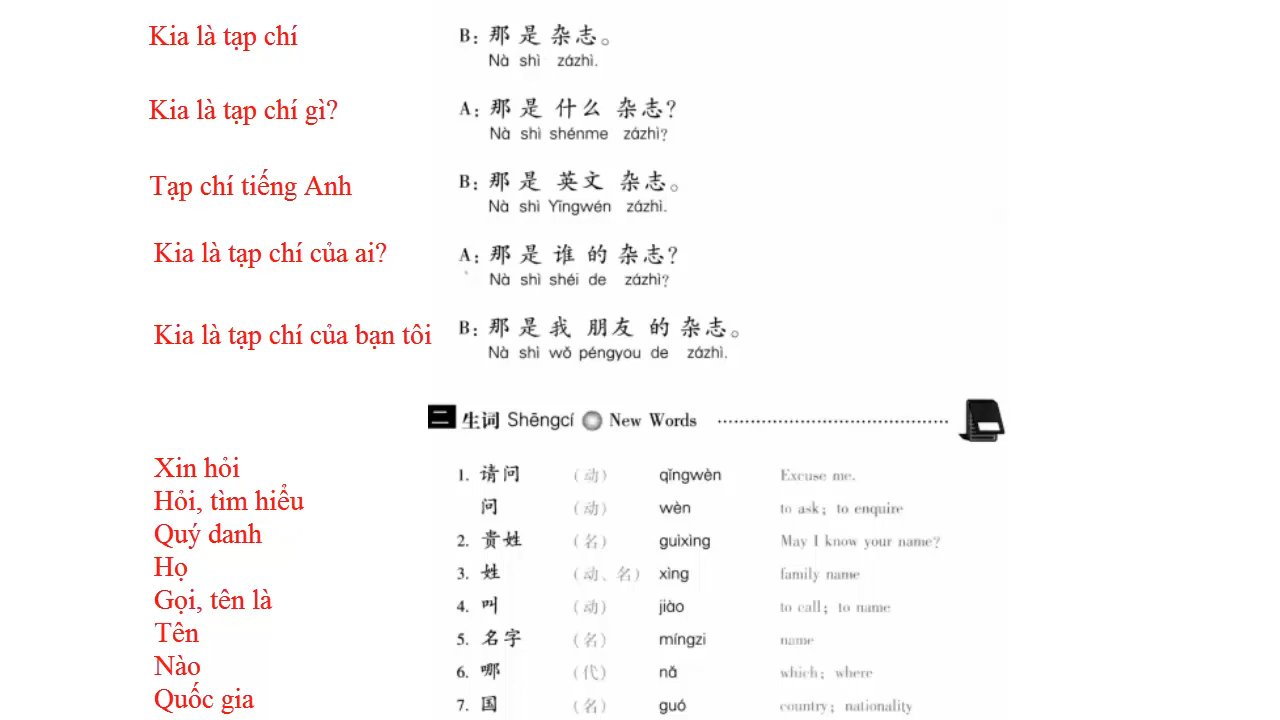 Kia là tạp chí
B: 那 是 杂志。
Nà shì zázhì.
Kia là tạp chí gì?
A: 那 是 什么 杂志?
Nà shì shénme zázhì?
Tạp chí tiếng Anh
B: 那 是 英文 杂志。
Nà shì Yīngwén zázhì.
Kia là tạp chí của ai?
A: 那 是 谁 的 杂志?
Nà shì shéi de zázhì?
Kia là tạp chí của bạn tôi
B: 那 是 我 朋友 的 杂志。
Nà shì wǒ péngyou de zázhì.
二 生词 Shēngcí New Words
Xin hỏi 1. 请问 (动) qǐngwèn Excuse me.
Hỏi, tìm hiểu 问 (动) wèn to ask; to enquire
Quý danh 2. 贵姓 (名) guìxìng May I know your name?
Họ 3. 姓 (动、名) xìng family name
Gọi, tên là 4. 叫 (动) jiào to call; to name
Tên 5. 名字 (名) míngzi name
Nào 6. 哪 (代) nǎ which; where
Quốc gia 7. 国 (名) guó country; nationality